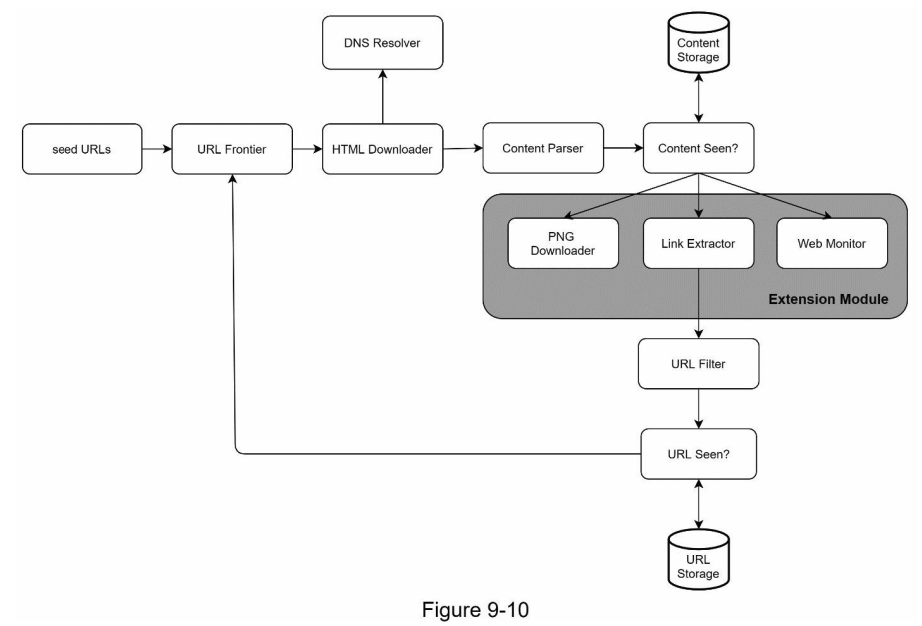 DNS Resolver
Content
Storage
seed URLs
URL Frontier
HTML Downloader
Content Parser
Content Seen?
PNG
Downloader
Link Extractor
Web Monitor
Extension Module
URL Filter
URL Seen?
URL
Storage
Figure 9-10